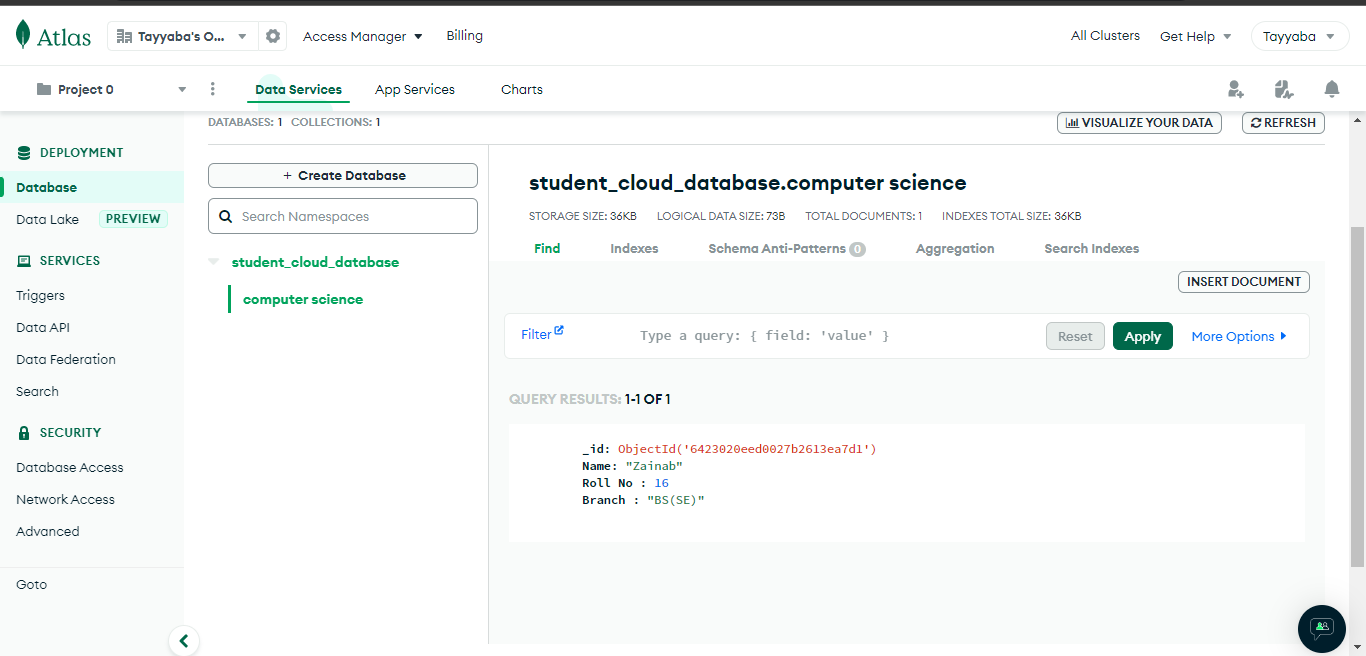 Atlas
Tayyaba's O...
Access Manager
Billing
All Clusters
Get Help
Tayyaba
Project 0
Data Services
App Services
Charts
DEPLOYMENT
Database
Data Lake PREVIEW
SERVICES
Triggers
Data API
Data Federation
Search
SECURITY
Database Access
Network Access
Advanced
Goto
DATABASES: 1 COLLECTIONS: 1
VISUALIZE YOUR DATA
REFRESH
+ Create Database
Search Namespaces
student_cloud_database
computer science
student_cloud_database.computer science
STORAGE SIZE: 36KB LOGICAL DATA SIZE: 73B TOTAL DOCUMENTS: 1 INDEXES TOTAL SIZE: 36KB
Find Indexes Schema Anti-Patterns 0 Aggregation Search Indexes
INSERT DOCUMENT
Filter Type a query: { field: 'value' } Reset Apply More Options
QUERY RESULTS: 1-1 OF 1
_id: ObjectId('6423020eed0027b2613ea7d1')
Name: "Zainab"
Roll No : 16
Branch : "BS(SE)"